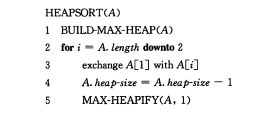 HEAPSORT(A)
1 BUILD-MAX-HEAP(A)
2 for i = A. length downto 2
3 exchange A[1] with A[i]
4 A. heap-size = A. heap-size − 1
5 MAX-HEAPIFY(A, 1)